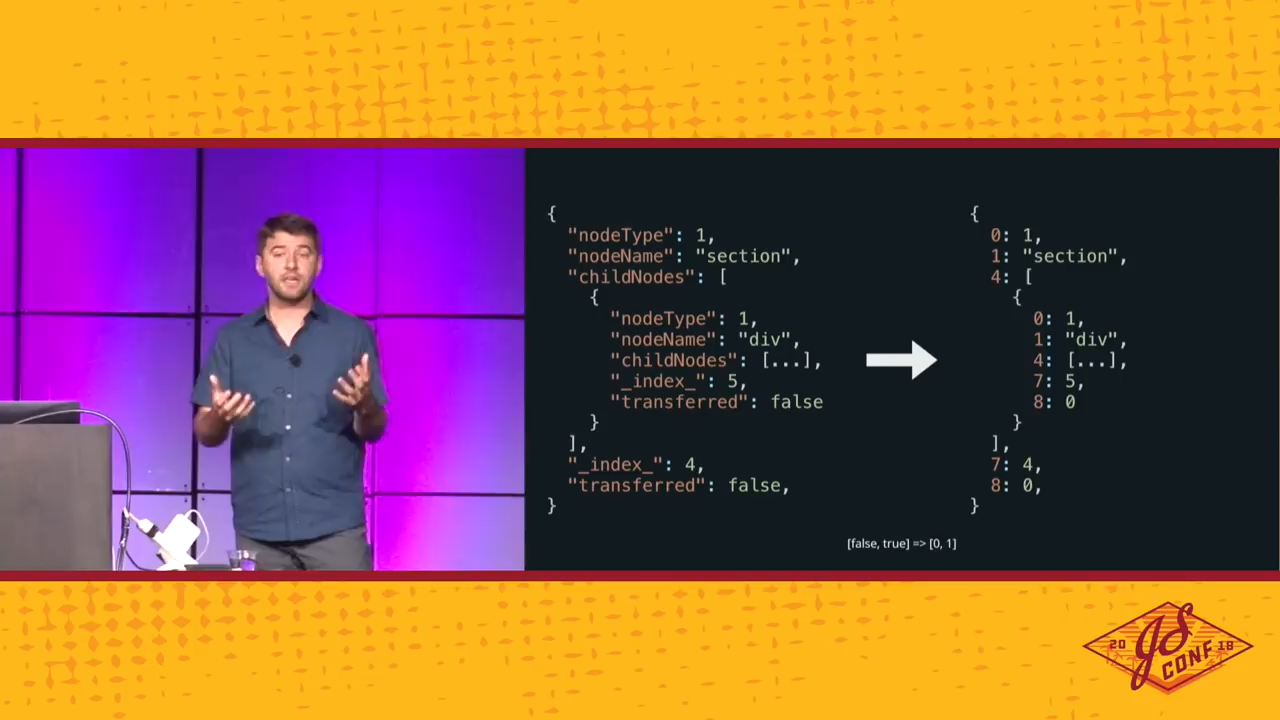 {
"nodeType": 1,
"nodeName": "section",
"childNodes": [
{
"nodeType": 1,
"nodeName": "div",
"childNodes": [...],
"_index_": 5,
"transferred": false
}
],
"_index_": 4,
"transferred": false,
}
{
0: 1,
1: "section",
4: [
{
0: 1,
1: "div",
4: [...],
7: 5,
8: 0
}
],
7: 4,
8: 0,
}
[false, true] => [0, 1]
20 JS 18
CONF